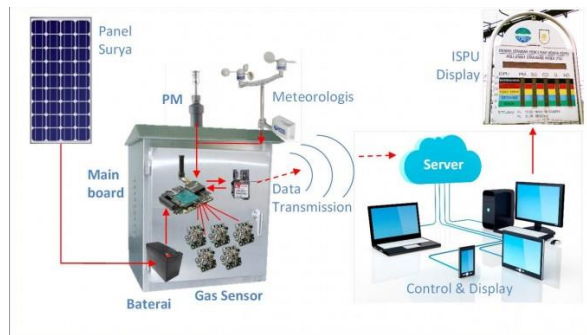 Panel
Surya
PM
Meteorologis
ISPU
Display
Main
board
Data
Transmission
Server
Baterai
Gas Sensor
Control & Display